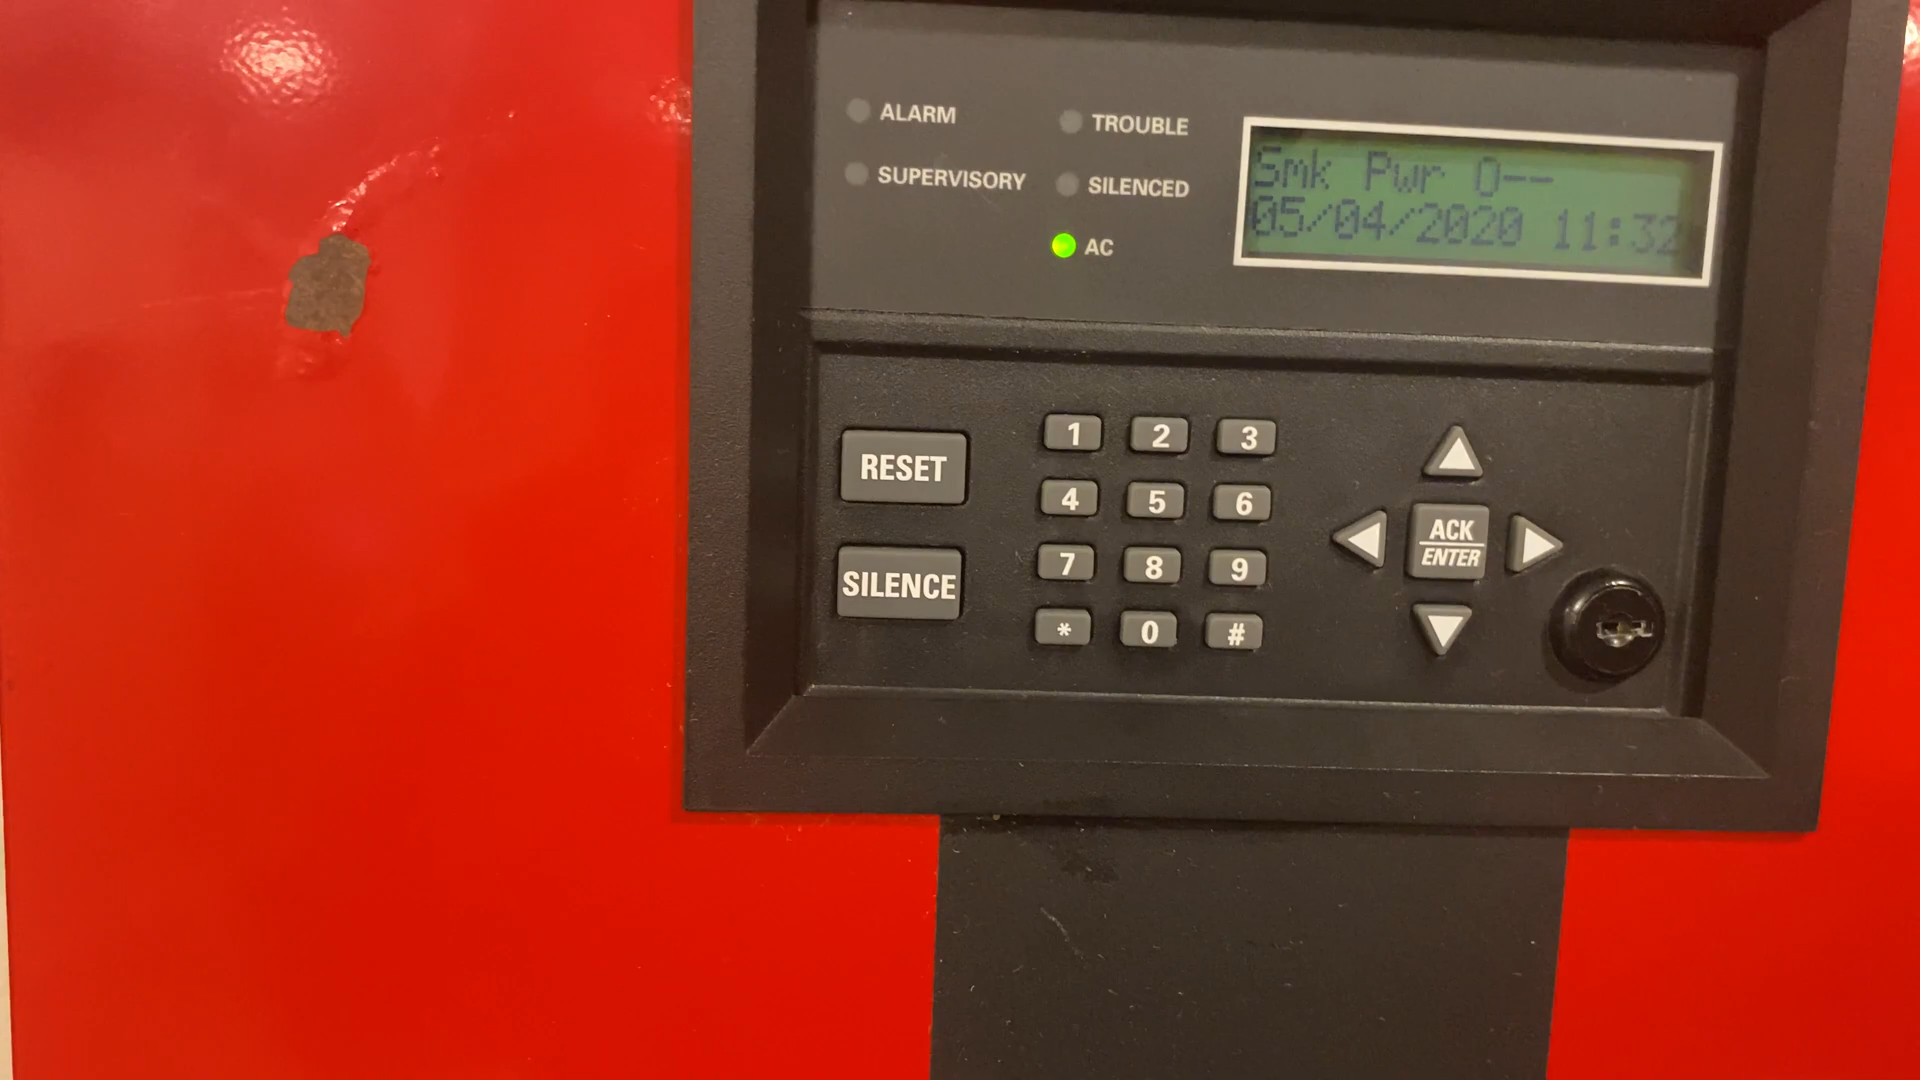 ALARM
TROUBLE
SUPERVISORY
SILENCED
AC
Smk Pwr 0--
05/04/2020 11:32
RESET
SILENCE
1 2 3
4 5 6
7 8 9
* 0 #
ACK
ENTER